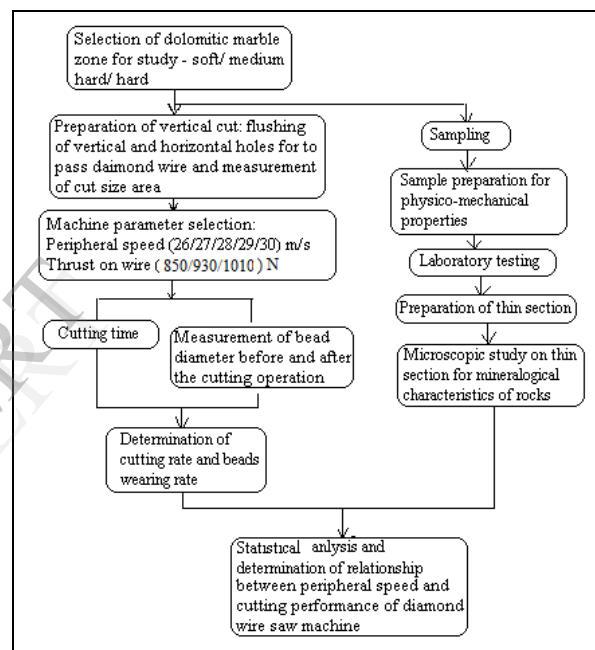 Selection of dolomitic marble
zone for study - soft/ medium
hard/ hard
Preparation of vertical cut: flushing
of vertical and horizontal holes for to
pass daimond wire and measurement
of cut size area
Sampling
Sample preparation for
physico-mechanical
properties
Machine parameter selection:
Peripheral speed (26/27/28/29/30) m/s
Thrust on wire ( 850/930/1010 ) N
Laboratory testing
Preparation of thin section
Cutting time
Measurement of bead
diameter before and after
the cutting operation
Microscopic study on thin
section for mineralogical
characteristics of rocks
Determination of
cutting rate and beads
wearing rate
Statistical anlysis and
determination of relationship
between peripheral speed and
cutting performance of diamond
wire saw machine